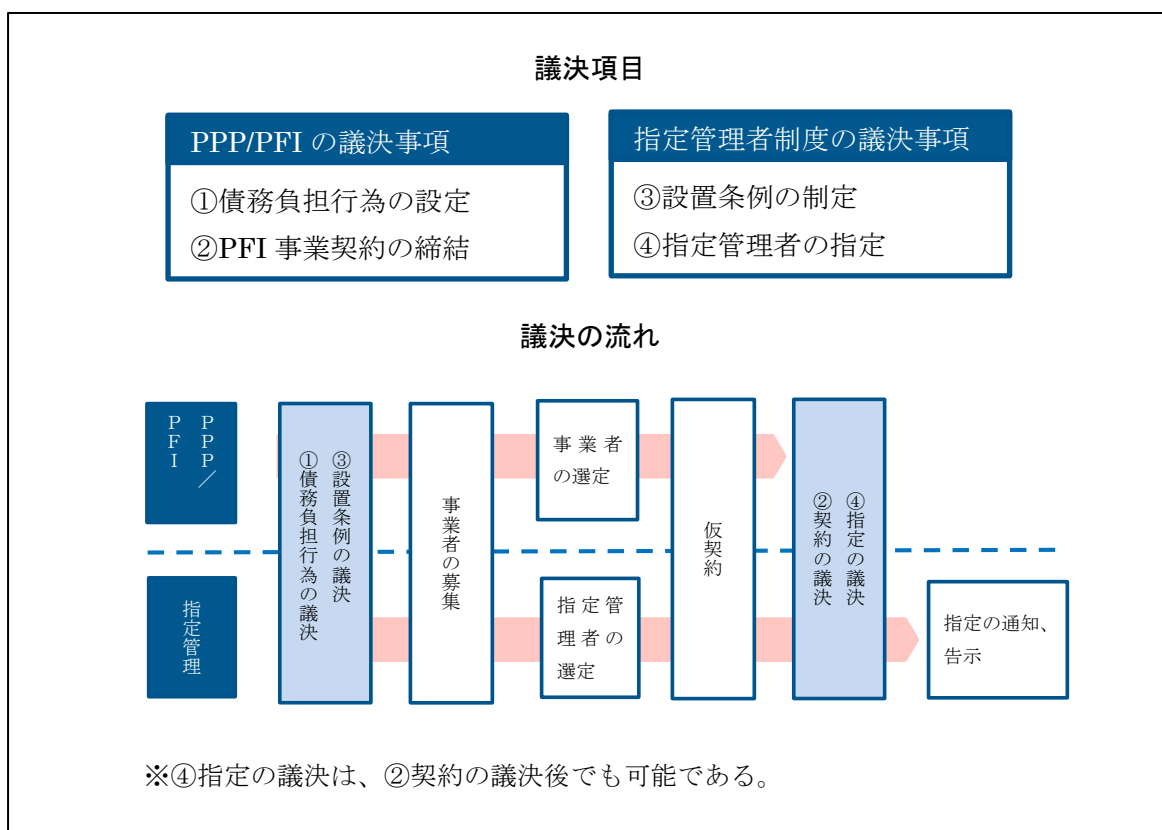 議決項目
PPP/PFI の議決事項
①債務負担行為の設定
②PFI 事業契約の締結
指定管理者制度の議決事項
③設置条例の制定
④指定管理者の指定
議決の流れ
PPP/
PFI
③設置条例の議決
①債務負担行為の議決
事業者の募集
事業者
の選定
仮契約
④指定の議決
②契約の議決
指定管理
指定管
理者の
選定
指定の通知、
告示
※④指定の議決は、②契約の議決後でも可能である。